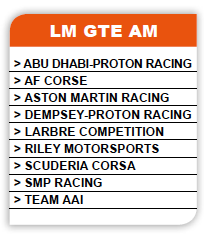 LM GTE AM
> ABU DHABI-PROTON RACING
> AF CORSE
> ASTON MARTIN RACING
> DEMPSEY-PROTON RACING
> LARBRE COMPETITION
> RILEY MOTORSPORTS
> SCUDERIA CORSA
> SMP RACING
> TEAM AAI